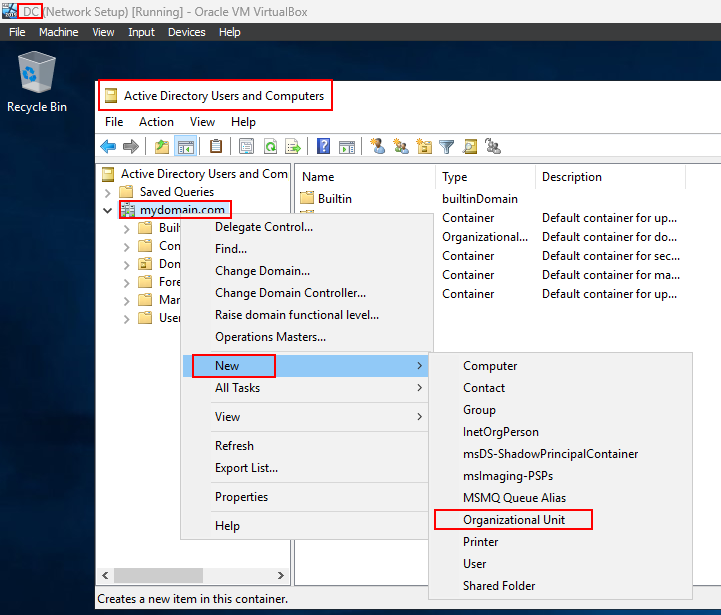 DC (Network Setup) [Running] - Oracle VM VirtualBox
File Machine View Input Devices Help
Recycle Bin
Active Directory Users and Computers
File Action View Help
Active Directory Users and Com
Saved Queries
mydomain.com
Buil
Con
Don
Fore
Man
User
Name Type Description
Builtin builtinDomain
Container Default container for up...
Organizational... Default container for do...
Container Default container for sec...
Container Default container for ma...
Container Default container for up...
Delegate Control...
Find...
Change Domain...
Change Domain Controller...
Raise domain functional level...
Operations Masters...
New
All Tasks
View
Refresh
Export List...
Properties
Help
Computer
Contact
Group
InetOrgPerson
msDS-ShadowPrincipalContainer
msImaging-PSPs
MSMQ Queue Alias
Organizational Unit
Printer
User
Shared Folder
Creates a new item in this container.